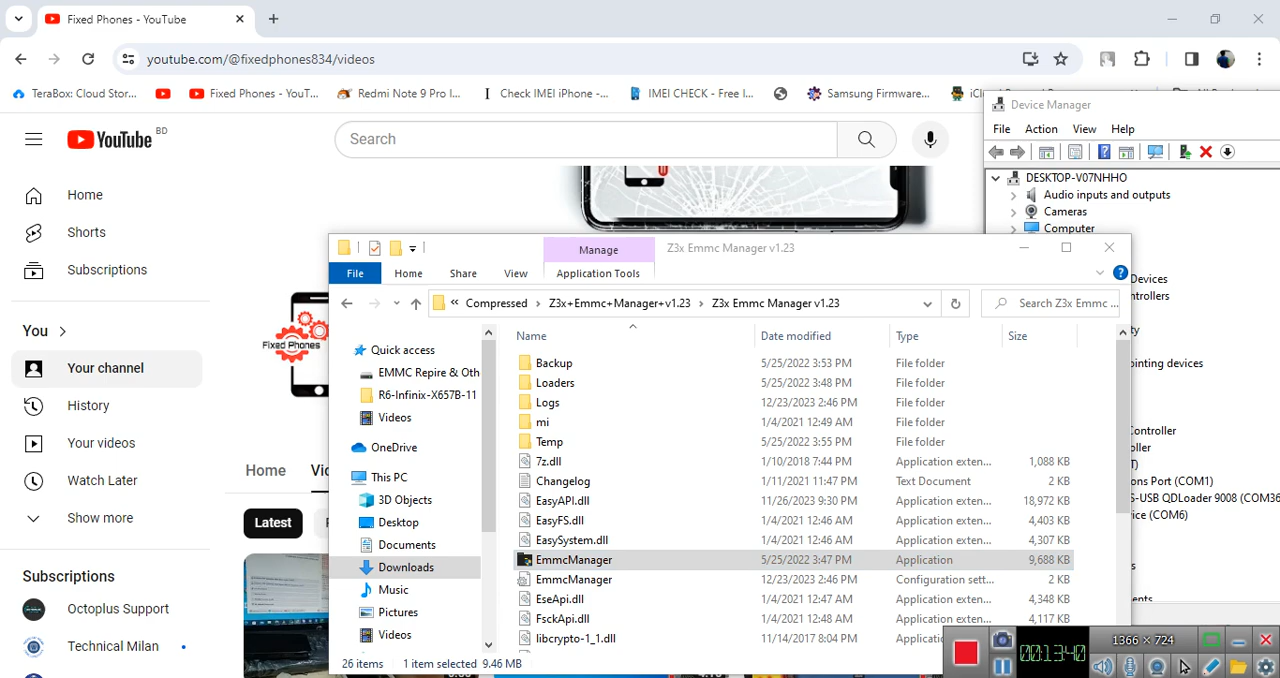 Fixed Phones - YouTube
youtube.com/@fixedphones834/videos
TeraBox: Cloud Stor...
Fixed Phones - YouT...
Redmi Note 9 Pro I...
Check IMEI iPhone -...
IMEI CHECK - Free I...
Samsung Firmware...
YouTube BD
Search
Home
Shorts
Subscriptions
You
Your channel
History
Your videos
Watch Later
Show more
Subscriptions
Octoplus Support
Technical Milan
Fixed Phones
Home
Latest
Device Manager
File Action View Help
DESKTOP-V07NHHO
Audio inputs and outputs
Cameras
Computer
Devices
ons Port (COM1)
S-USB QDLoader 9008 (COM36
ice (COM6)
Manage
Z3x Emmc Manager v1.23
File Home Share View Application Tools
Compressed Z3x+Emmc+Manager+v1.23 Z3x Emmc Manager v1.23
Search Z3x Emmc ...
Quick access
EMMC Repire & Oth
R6-Infinix-X657B-11
Videos
OneDrive
This PC
3D Objects
Desktop
Documents
Downloads
Music
Pictures
Videos
Name Date modified Type Size
Backup 5/25/2022 3:53 PM File folder
Loaders 5/25/2022 3:48 PM File folder
Logs 12/23/2023 2:46 PM File folder
mi 1/4/2021 12:49 AM File folder
Temp 5/25/2022 3:55 PM File folder
7z.dll 1/10/2018 7:44 PM Application exten... 1,088 KB
Changelog 1/11/2021 11:47 PM Text Document 2 KB
EasyAPI.dll 11/26/2023 9:30 PM Application exten... 18,972 KB
EasyFS.dll 1/4/2021 12:46 AM Application exten... 4,403 KB
EasySystem.dll 1/4/2021 12:46 AM Application exten... 4,307 KB
EmmcManager 5/25/2022 3:47 PM Application 9,688 KB
EmmcManager 12/23/2023 2:46 PM Configuration sett... 2 KB
EseApi.dll 1/4/2021 12:47 AM Application exten... 4,348 KB
FsckApi.dll 1/4/2021 12:48 AM Application exten... 4,117 KB
libcrypto-1_1.dll 11/14/2017 8:04 PM
26 items 1 item selected 9.46 MB
00:13:40
1366 × 724